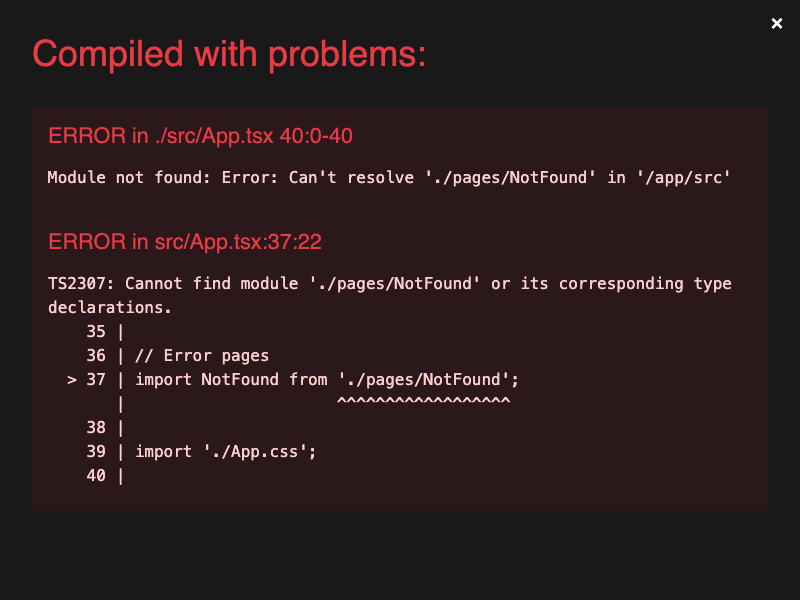 ×
Compiled with problems:
ERROR in ./src/App.tsx 40:0-40
Module not found: Error: Can't resolve './pages/NotFound' in '/app/src'
ERROR in src/App.tsx:37:22
TS2307: Cannot find module './pages/NotFound' or its corresponding type
declarations.
    35 |
    36 | // Error pages
  > 37 | import NotFound from './pages/NotFound';
       |                      ^^^^^^^^^^^^^^^^^^
    38 |
    39 | import './App.css';
    40 |